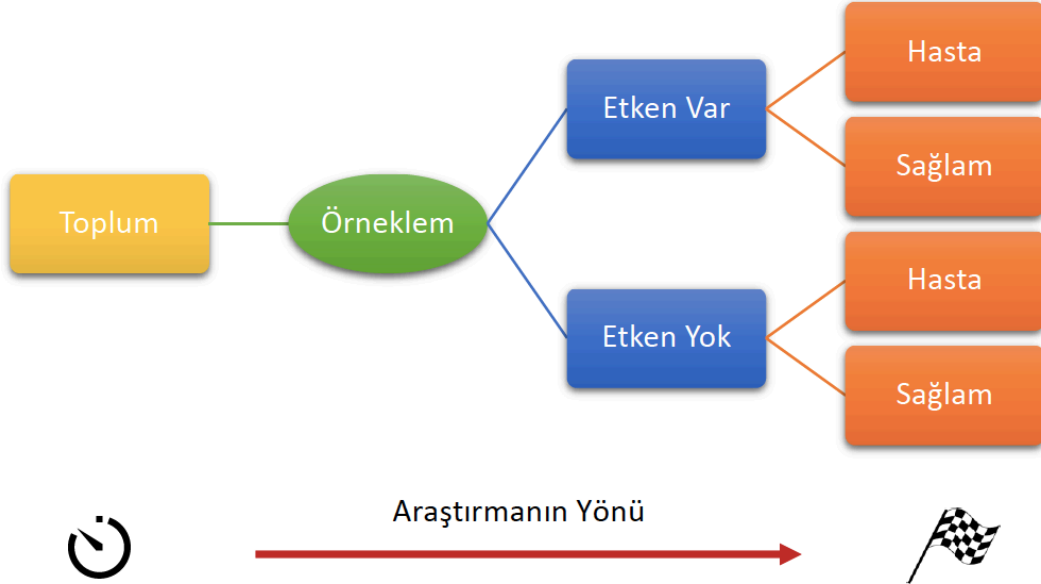 Toplum
Örneklem
Etken Var
Hasta
Sağlam
Etken Yok
Hasta
Sağlam
Araştırmanın Yönü